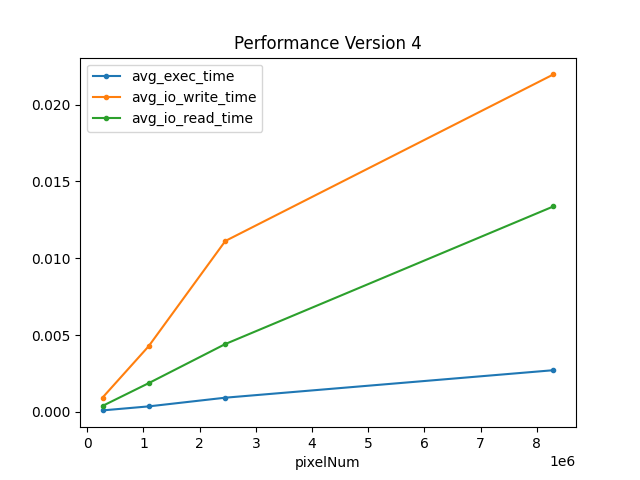 Performance Version 4
avg_exec_time
avg_io_write_time
avg_io_read_time
0.020
0.015
0.010
0.005
0.000
0 1 2 3 4 5 6 7 8
1e6
pixelNum